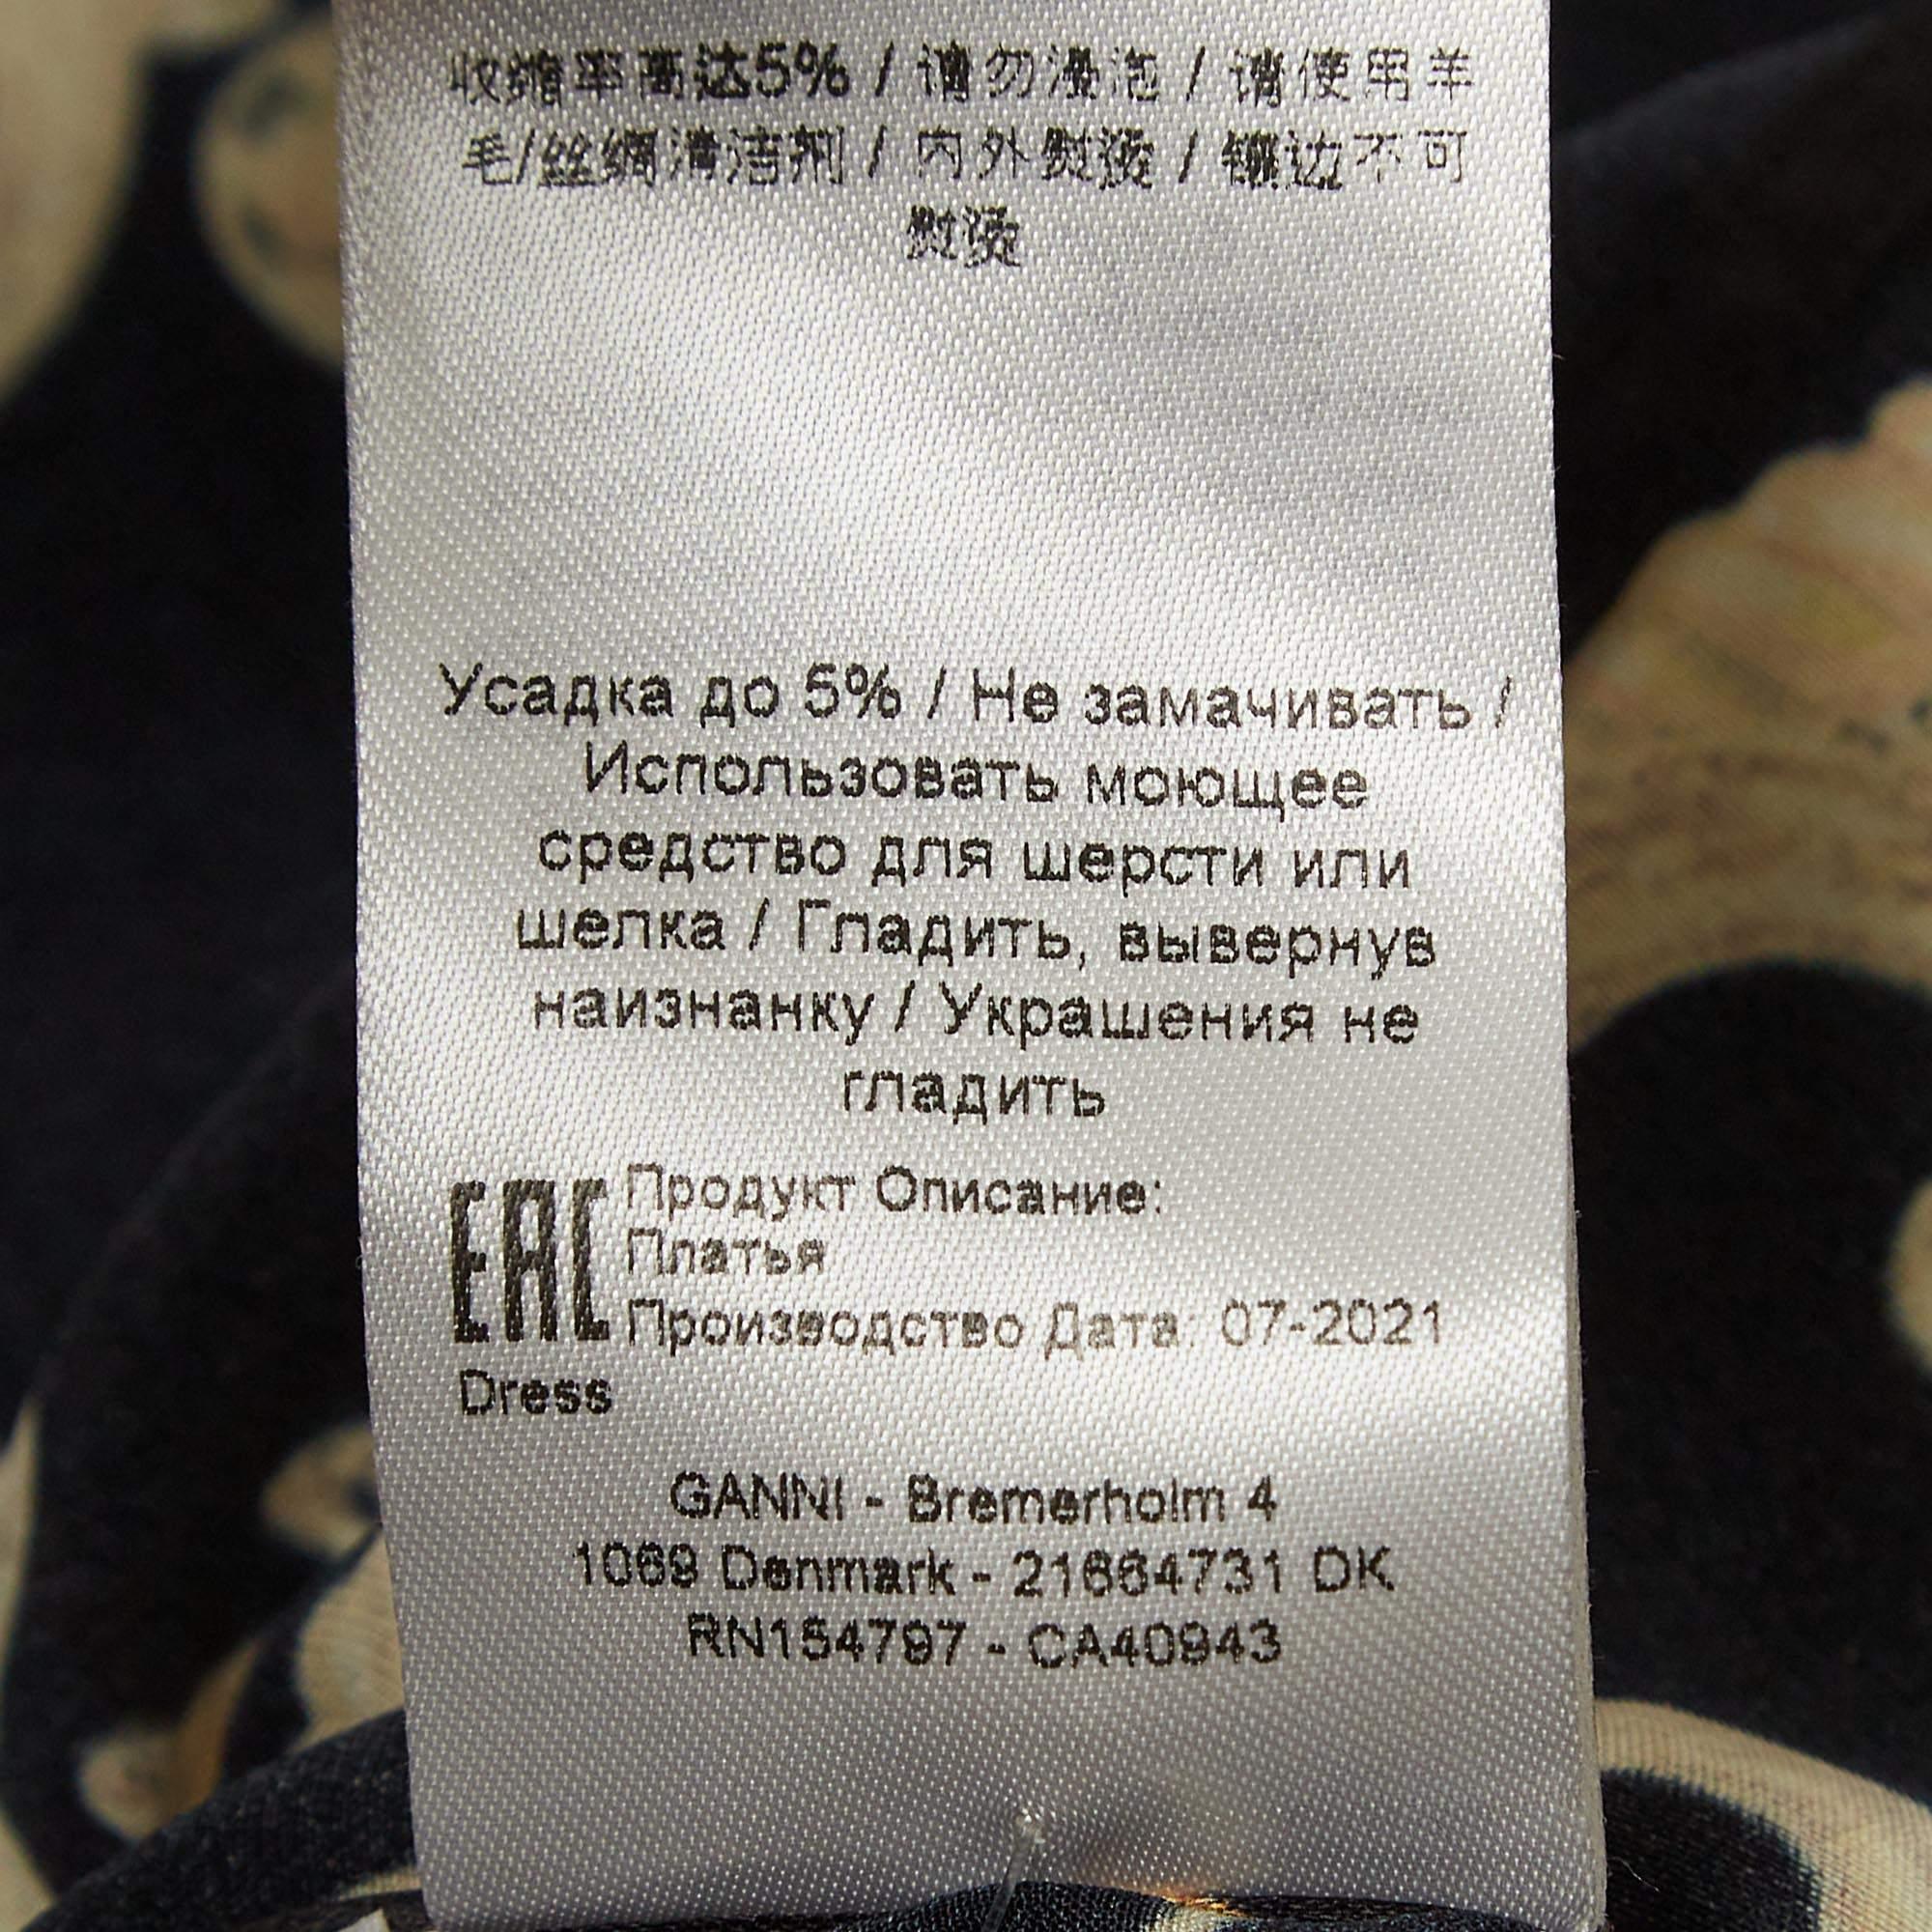 收缩率高达5% / 请勿浸泡 / 请使用羊
毛/丝绸清洁剂 / 内外熨烫 / 镶边不可
熨烫
Усадка до 5% / Не замачивать /
Использовать моющее
средство для шерсти или
шелка / Гладить, вывернув
наизнанку / Украшения не
гладить
EAC Продукт Описание:
Платья
Производство Дата: 07-2021
Dress
GANNI - Bremerholm 4
1069 Denmark - 21664731 DK
RN154797 - CA40943